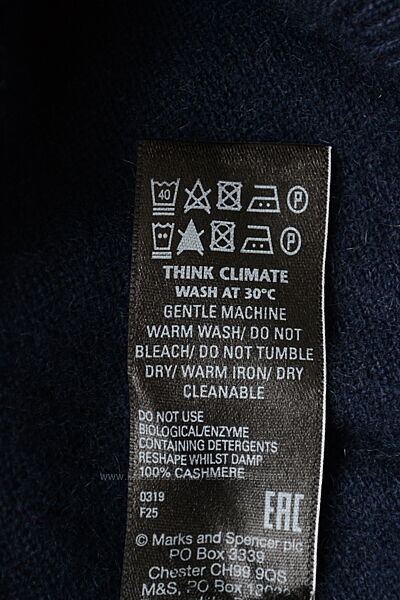 40 P
P
THINK CLIMATE
WASH AT 30°C
GENTLE MACHINE
WARM WASH/ DO NOT
BLEACH/ DO NOT TUMBLE
DRY/ WARM IRON/ DRY
CLEANABLE
DO NOT USE
BIOLOGICAL/ENZYME
CONTAINING DETERGENTS
RESHAPE WHILST DAMP
100% CASHMERE
0319
F25
EAC
© Marks and Spencer plc
PO Box 3339
Chester CH99 9QS
M&S, PO